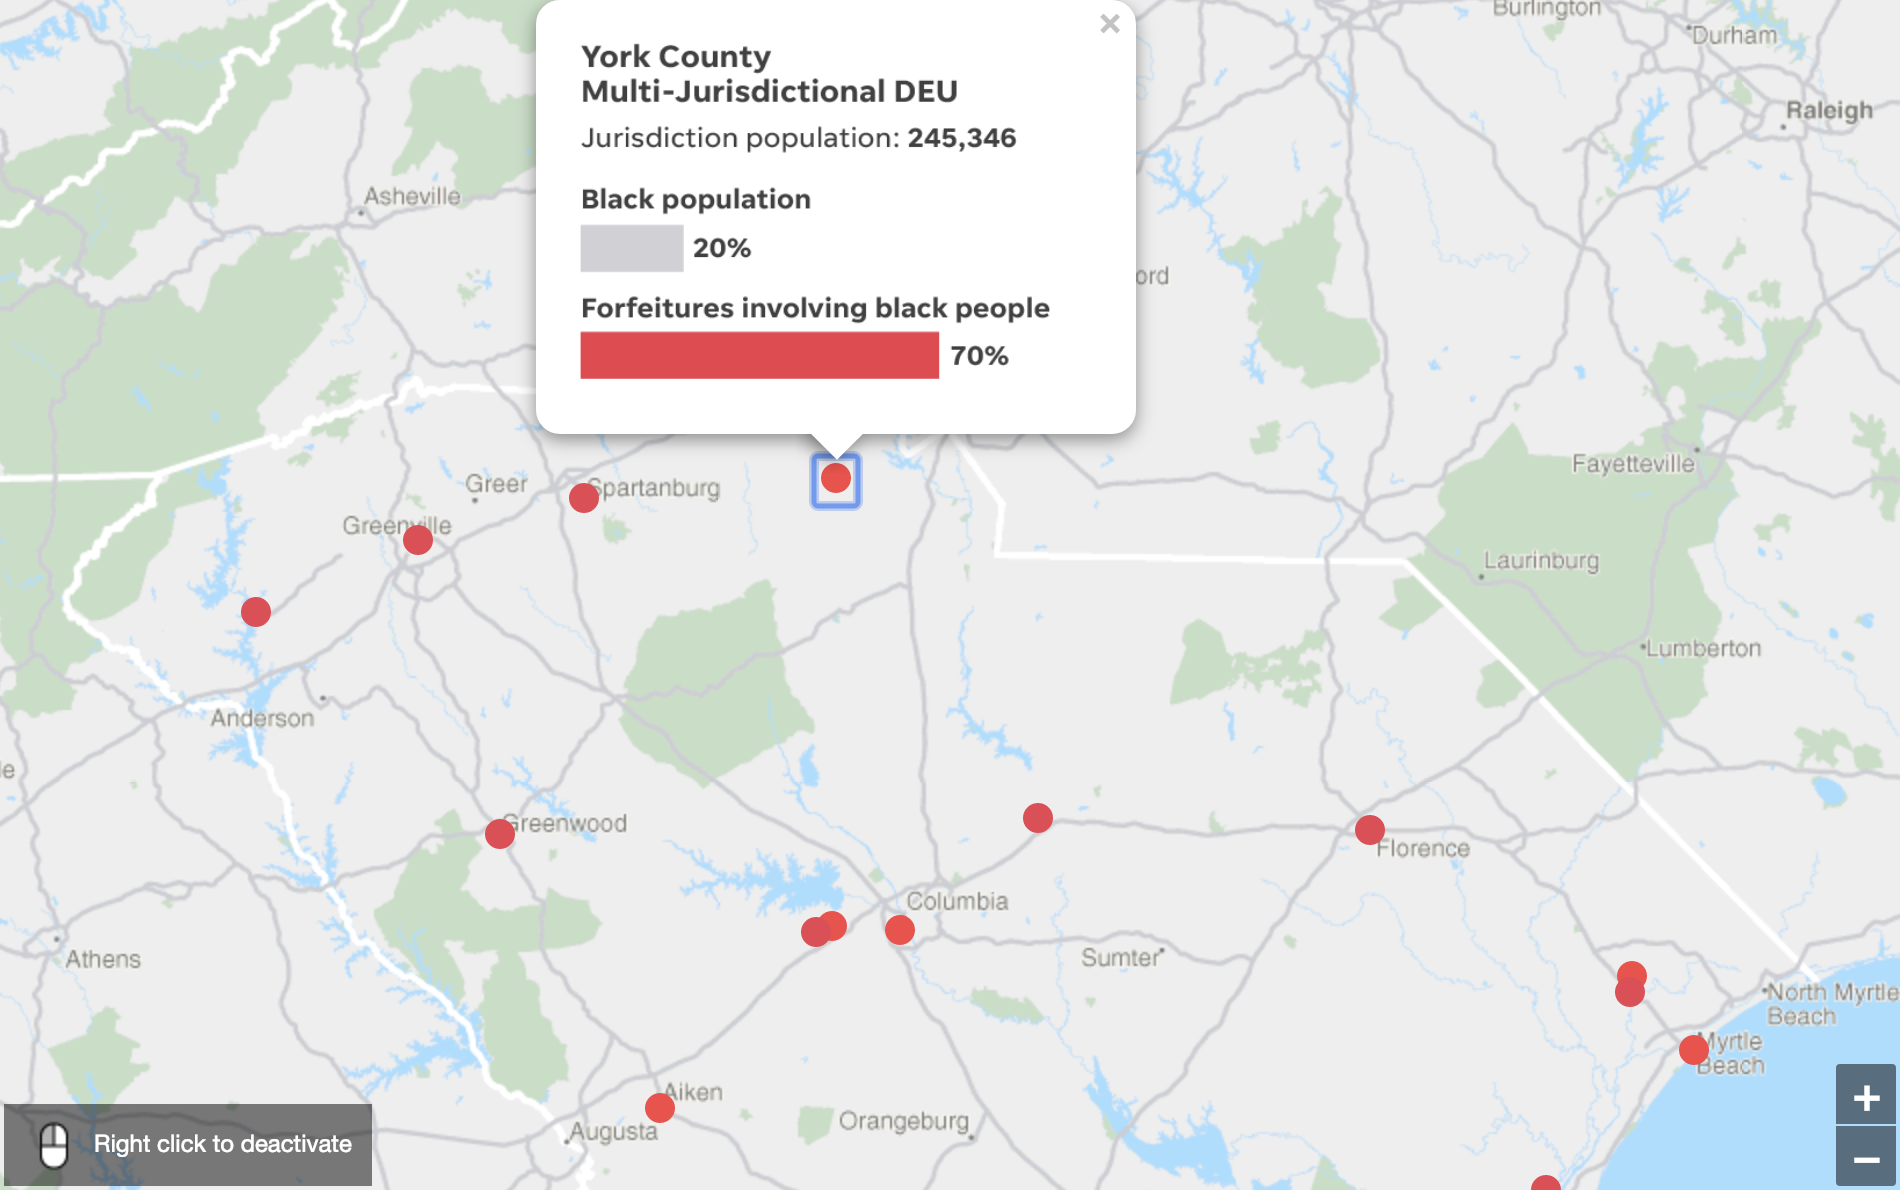 Burlington
Durham
Raleigh
×
York County
Multi-Jurisdictional DEU
Jurisdiction population: 245,346
Black population
20%
Forfeitures involving black people
70%
Asheville
ord
Greer
Spartanburg
Greenville
Fayetteville
Laurinburg
Lumberton
Anderson
le
Greenwood
Florence
Columbia
Athens
Sumter
North Myrtle
Beach
Myrtle
Beach
Aiken
Orangeburg
Augusta
Right click to deactivate
+
−